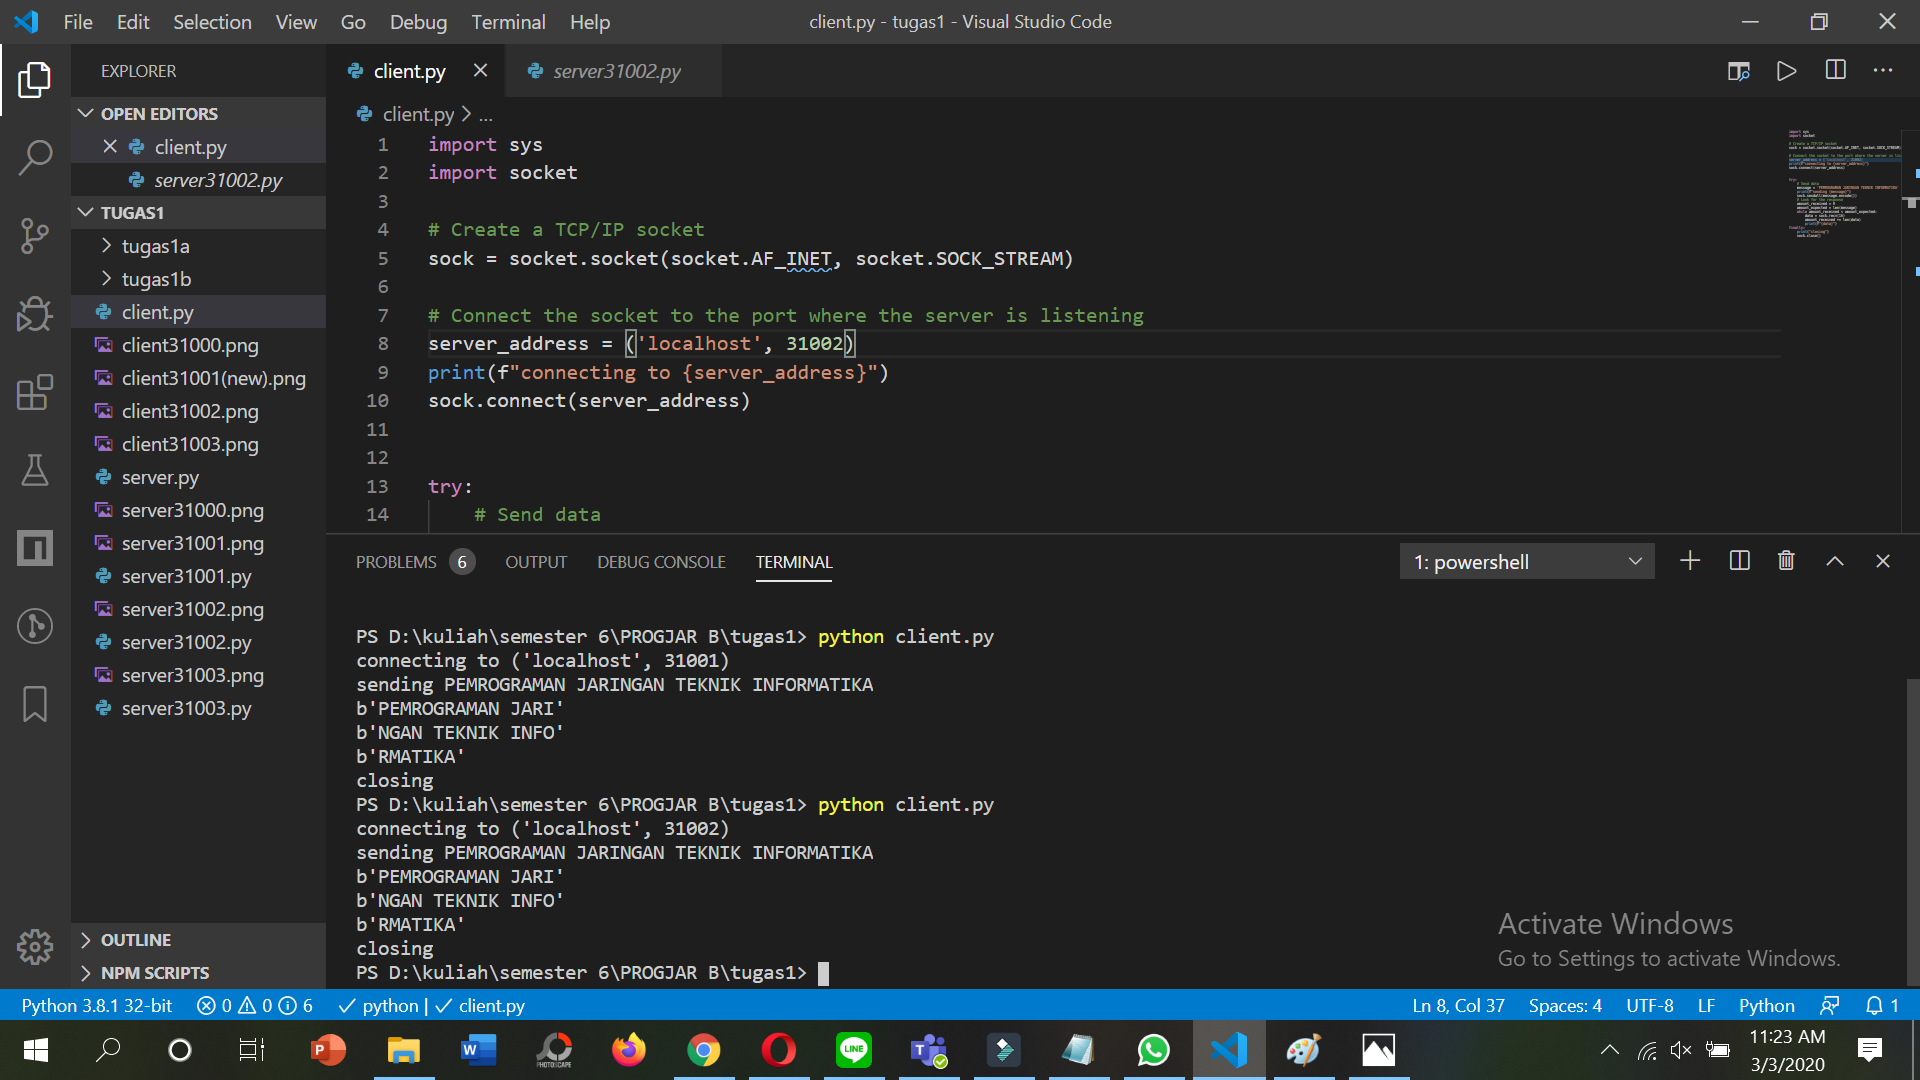 File Edit Selection View Go Debug Terminal Help
client.py - tugas1 - Visual Studio Code
EXPLORER
OPEN EDITORS
client.py
server31002.py
TUGAS1
tugas1a
tugas1b
client.py
client31000.png
client31001(new).png
client31002.png
client31003.png
server.py
server31000.png
server31001.png
server31001.py
server31002.png
server31002.py
server31003.png
server31003.py
OUTLINE
NPM SCRIPTS
client.py
server31002.py
client.py > ...
1 import sys
2 import socket
3
4 # Create a TCP/IP socket
5 sock = socket.socket(socket.AF_INET, socket.SOCK_STREAM)
6
7 # Connect the socket to the port where the server is listening
8 server_address = ('localhost', 31002)
9 print(f"connecting to {server_address}")
10 sock.connect(server_address)
11
12
13 try:
14 # Send data
PROBLEMS 6 OUTPUT DEBUG CONSOLE TERMINAL
1: powershell
PS D:\kuliah\semester 6\PROGJAR B\tugas1> python client.py
connecting to ('localhost', 31001)
sending PEMROGRAMAN JARINGAN TEKNIK INFORMATIKA
b'PEMROGRAMAN JARI'
b'NGAN TEKNIK INFO'
b'RMATIKA'
closing
PS D:\kuliah\semester 6\PROGJAR B\tugas1> python client.py
connecting to ('localhost', 31002)
sending PEMROGRAMAN JARINGAN TEKNIK INFORMATIKA
b'PEMROGRAMAN JARI'
b'NGAN TEKNIK INFO'
b'RMATIKA'
closing
PS D:\kuliah\semester 6\PROGJAR B\tugas1>
Activate Windows
Go to Settings to activate Windows.
Python 3.8.1 32-bit 0 0 6 python | client.py
Ln 8, Col 37 Spaces: 4 UTF-8 LF Python 1
PHOTOSCAPE
LINE
11:23 AM
3/3/2020